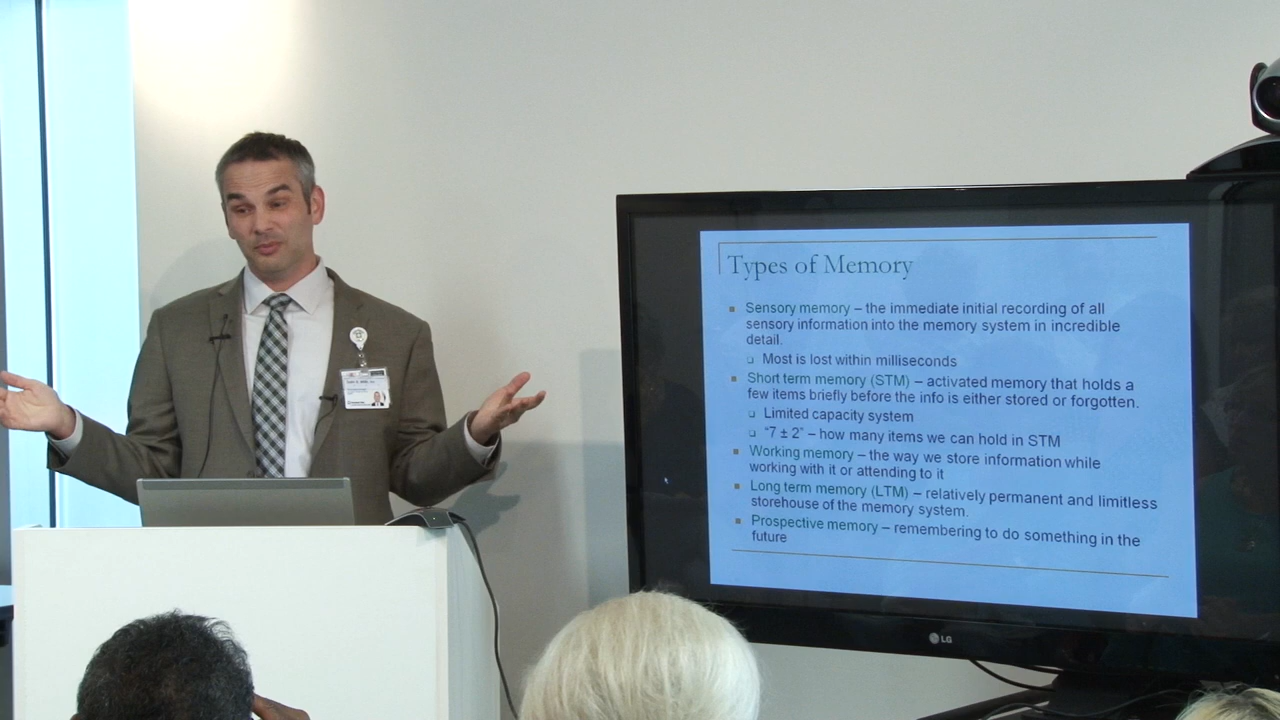 Types of Memory
Sensory memory – the immediate initial recording of all
sensory information into the memory system in incredible
detail.
Most is lost within milliseconds
Short term memory (STM) – activated memory that holds a
few items briefly before the info is either stored or forgotten.
Limited capacity system
“7 ± 2” – how many items we can hold in STM
Working memory – the way we store information while
working with it or attending to it
Long term memory (LTM) – relatively permanent and limitless
storehouse of the memory system.
Prospective memory – remembering to do something in the
future
LG